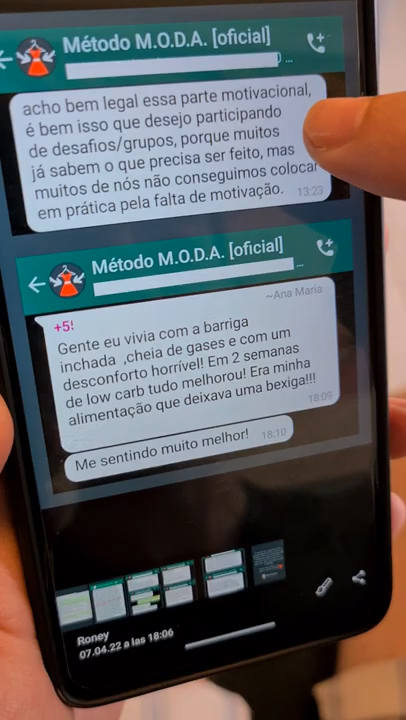 Método M.O.D.A. [oficial]
...
acho bem legal essa parte motivacional,
é bem isso que desejo participando
de desafios/grupos, porque muitos
já sabem o que precisa ser feito, mas
muitos de nós não conseguimos colocar
em prática pela falta de motivação. 13:23
Método M.O.D.A. [oficial]
...
~Ana Maria
+5!
Gente eu vivia com a barriga
inchada ,cheia de gases e com um
desconforto horrível! Em 2 semanas
de low carb tudo melhorou! Era minha
alimentação que deixava uma bexiga!!!
18:09
Me sentindo muito melhor! 18:10
Roney
07.04.22 a las 18:06